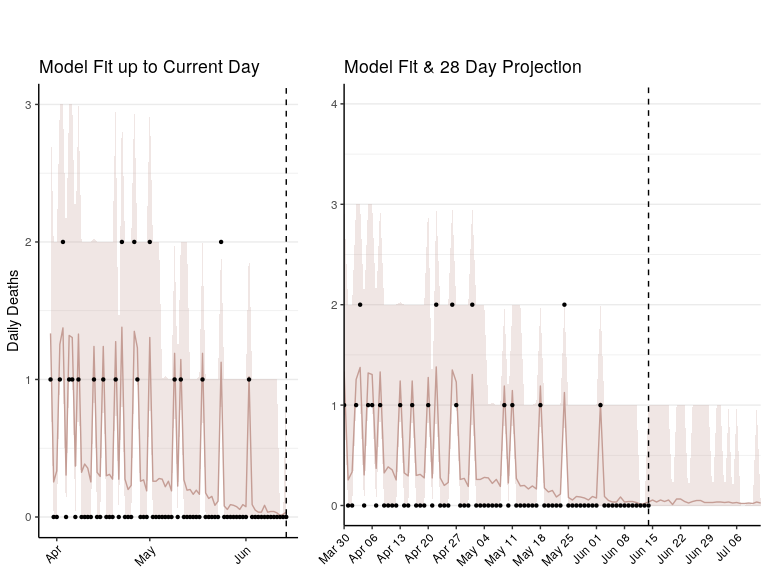 Model Fit up to Current Day
Model Fit & 28 Day Projection
Daily Deaths
3
2
1
0
Apr
May
Jun
4
3
2
1
0
Mar 30
Apr 06
Apr 13
Apr 20
Apr 27
May 04
May 11
May 18
May 25
Jun 01
Jun 08
Jun 15
Jun 22
Jun 29
Jul 06